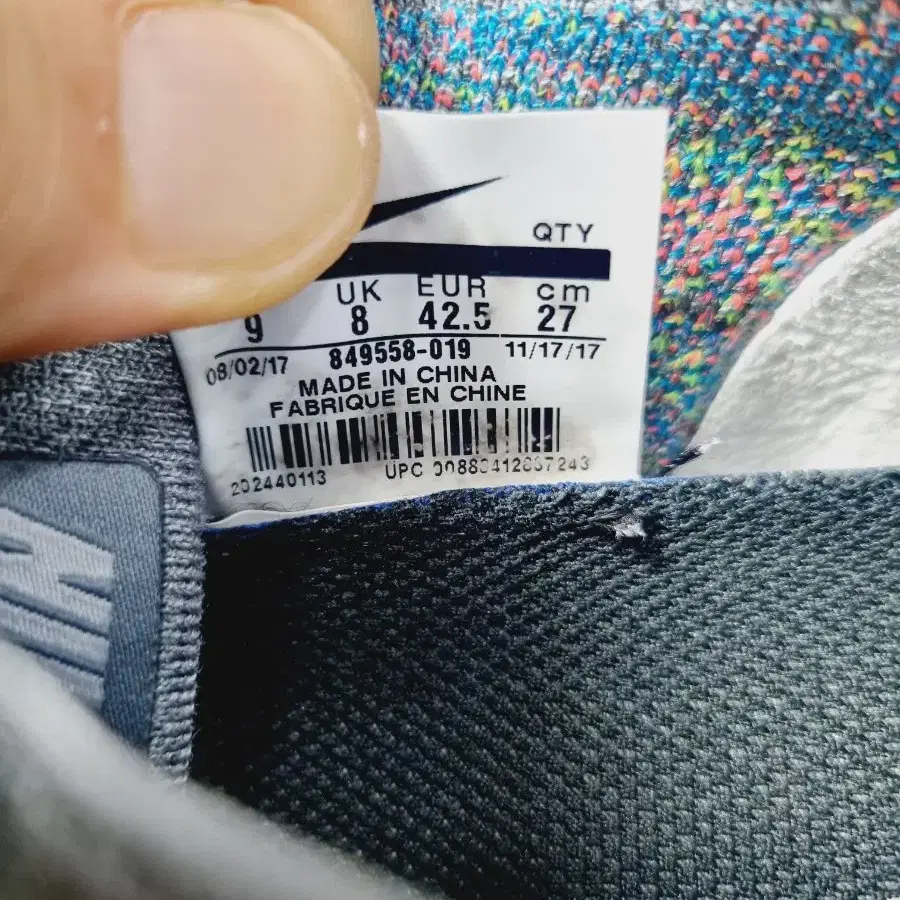 QTY
UK EUR cm
9 8 42.5 27
08/02/17 849558-019 11/17/17
MADE IN CHINA
FABRIQUE EN CHINE
202440113 UPC